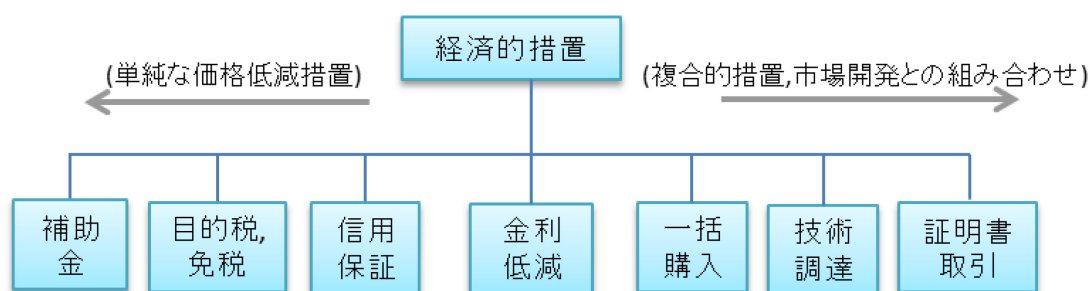 経済的措置
(単純な価格低減措置)
(複合的措置,市場開発との組み合わせ)
補助
金
目的税,
免税
信用
保証
金利
低減
一括
購入
技術
調達
証明書
取引